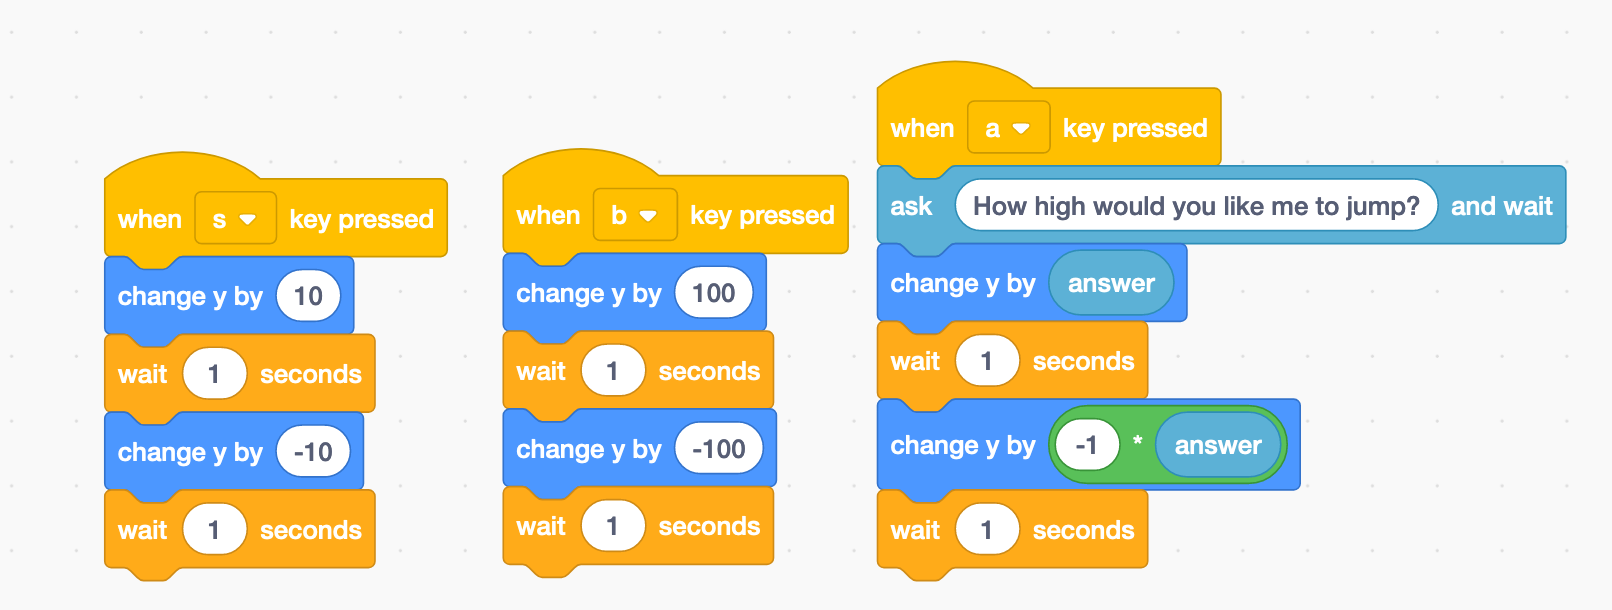 when s key pressed
change y by 10
wait 1 seconds
change y by -10
wait 1 seconds
when b key pressed
change y by 100
wait 1 seconds
change y by -100
wait 1 seconds
when a key pressed
ask How high would you like me to jump? and wait
change y by answer
wait 1 seconds
change y by -1 * answer
wait 1 seconds